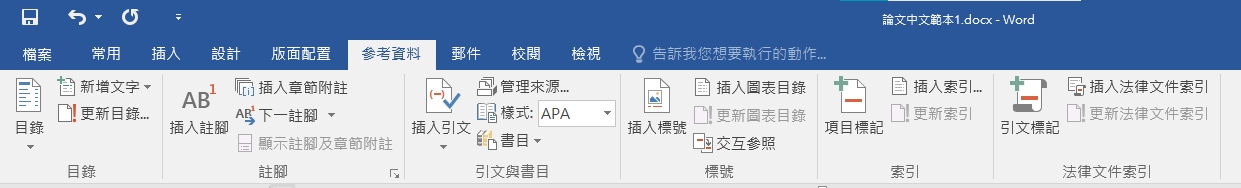 論文中文範本1.docx - Word
檔案 常用 插入 設計 版面配置 參考資料 郵件 校閱 檢視 告訴我您想要執行的動作...
目錄
新增文字
更新目錄...
目錄
AB1
插入註腳
插入章節附註
AB1 下一註腳
顯示註腳及章節附註
註腳
插入引文
管理來源...
樣式: APA
書目
引文與書目
插入標號
插入圖表目錄
更新圖表目錄
交互參照
標號
項目標記
插入索引...
更新索引
索引
引文標記
插入法律文件索引
更新法律文件索引
法律文件索引